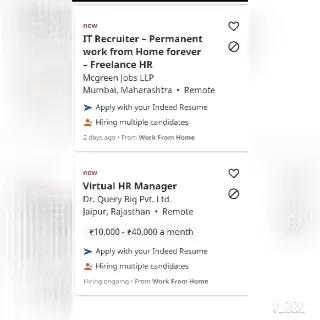 new
IT Recruiter – Permanent
work from Home forever
– Freelance HR
Mcgreen Jobs LLP
Mumbai, Maharashtra • Remote
Apply with your Indeed Resume
Hiring multiple candidates
2 days ago • From Work From Home
new
Virtual HR Manager
Dr. Query Big Pvt. Ltd.
Jaipur, Rajasthan • Remote
₹10,000 - ₹40,000 a month
Apply with your Indeed Resume
Hiring multiple candidates
Hiring ongoing • From Work From Home